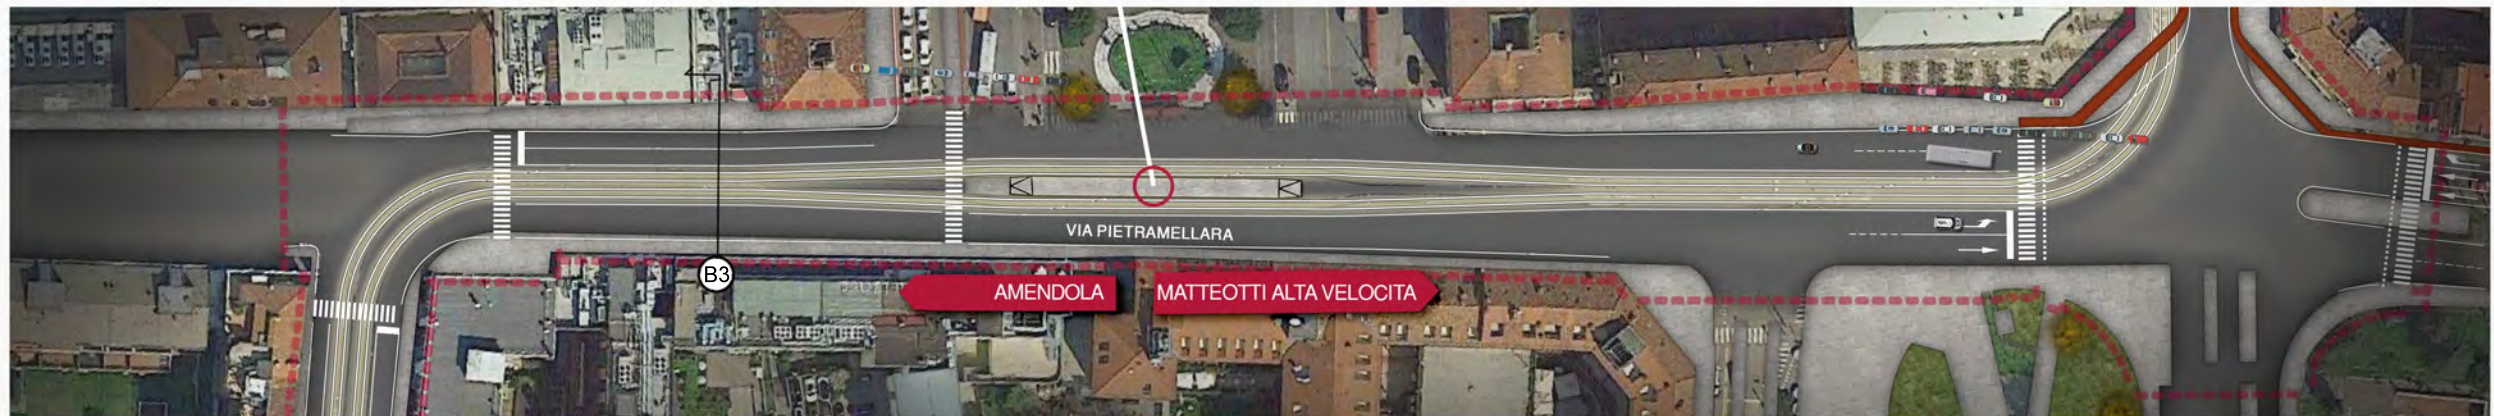 VIA PIETRAMELLARA
B3
AMENDOLA
MATTEOTTI ALTA VELOCITA